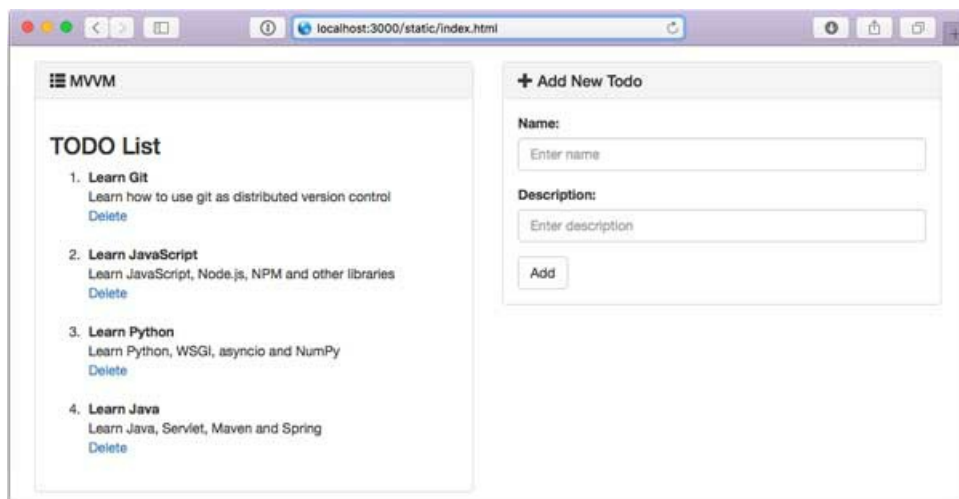 localhost:3000/static/index.html
MVVM
TODO List
1. Learn Git
Learn how to use git as distributed version control
Delete
2. Learn JavaScript
Learn JavaScript, Node.js, NPM and other libraries
Delete
3. Learn Python
Learn Python, WSGI, asyncio and NumPy
Delete
4. Learn Java
Learn Java, Servlet, Maven and Spring
Delete
Add New Todo
Name:
Enter name
Description:
Enter description
Add